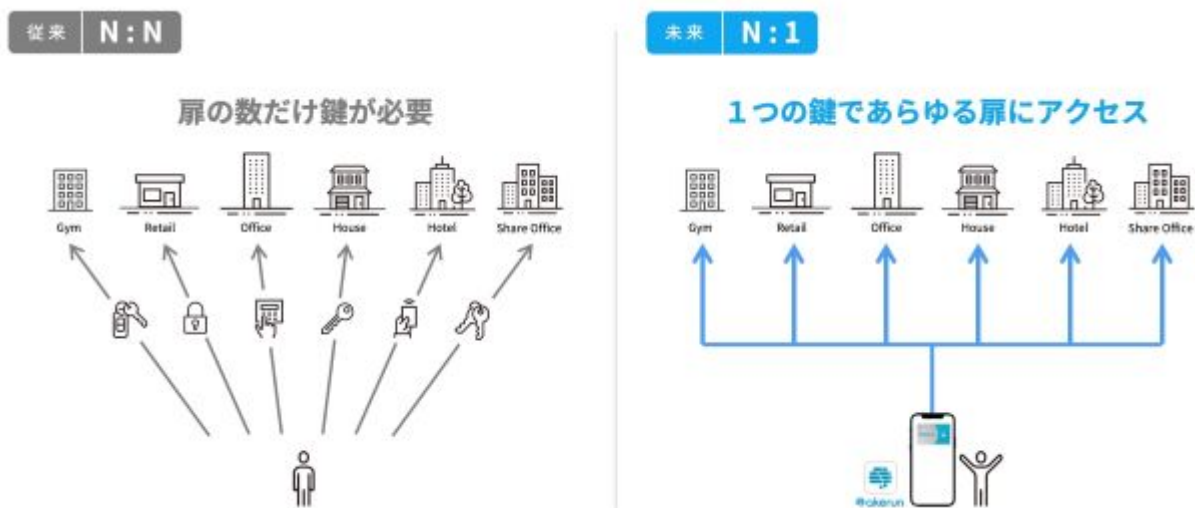 従来 N:N
扉の数だけ鍵が必要
Gym Retail Office House Hotel Share Office
未来 N:1
１つの鍵であらゆる扉にアクセス
Gym Retail Office House Hotel Share Office
akerun